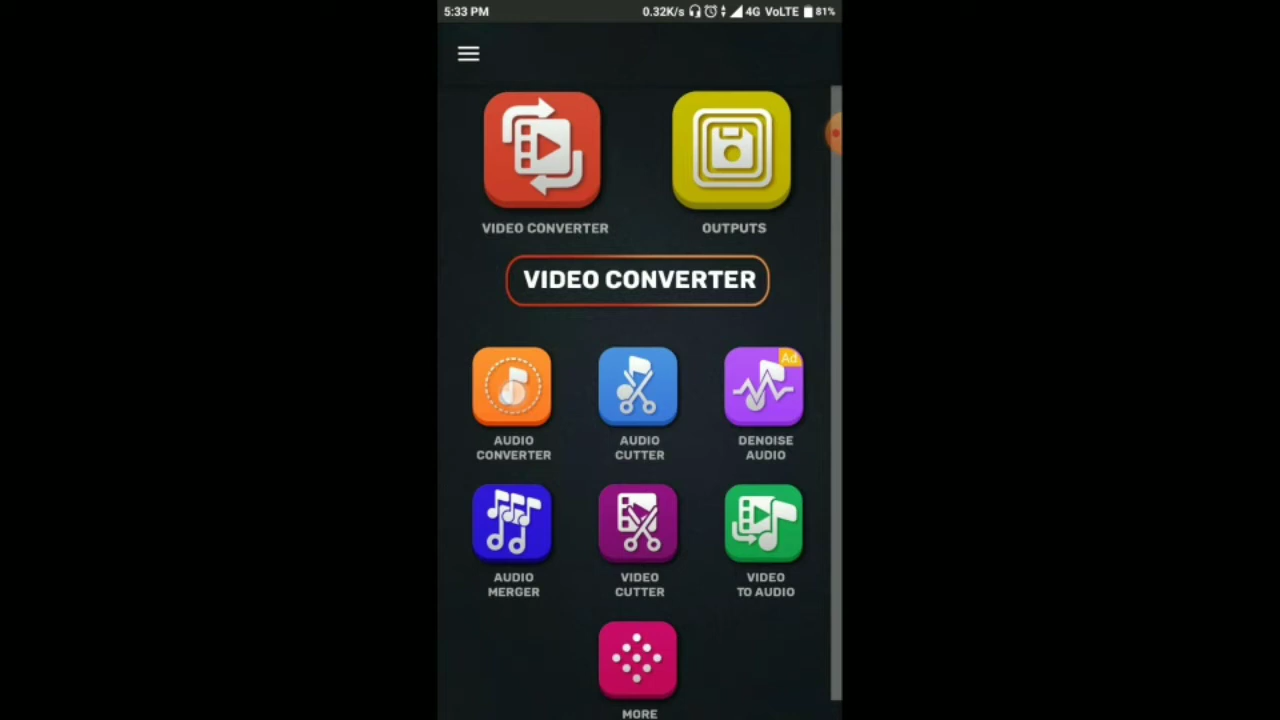 5:33 PM
0.32K/s 4G VoLTE 81%
VIDEO CONVERTER
OUTPUTS
VIDEO CONVERTER
Ad
AUDIO
CONVERTER
AUDIO
CUTTER
DENOISE
AUDIO
AUDIO
MERGER
VIDEO
CUTTER
VIDEO
TO AUDIO
MORE